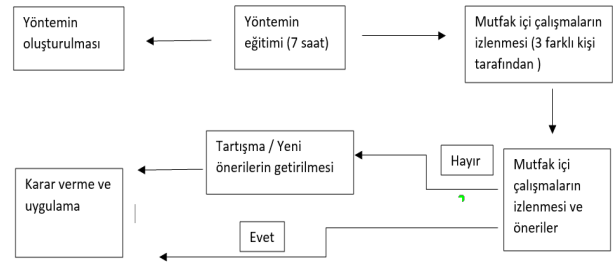 Yöntemin
oluşturulması
Yöntemin
eğitimi (7 saat)
Mutfak içi çalışmaların
izlenmesi (3 farklı kişi
tarafından )
Tartışma / Yeni
önerilerin getirilmesi
Hayır
Mutfak içi
çalışmaların
izlenmesi ve
öneriler
Karar verme ve
uygulama
Evet